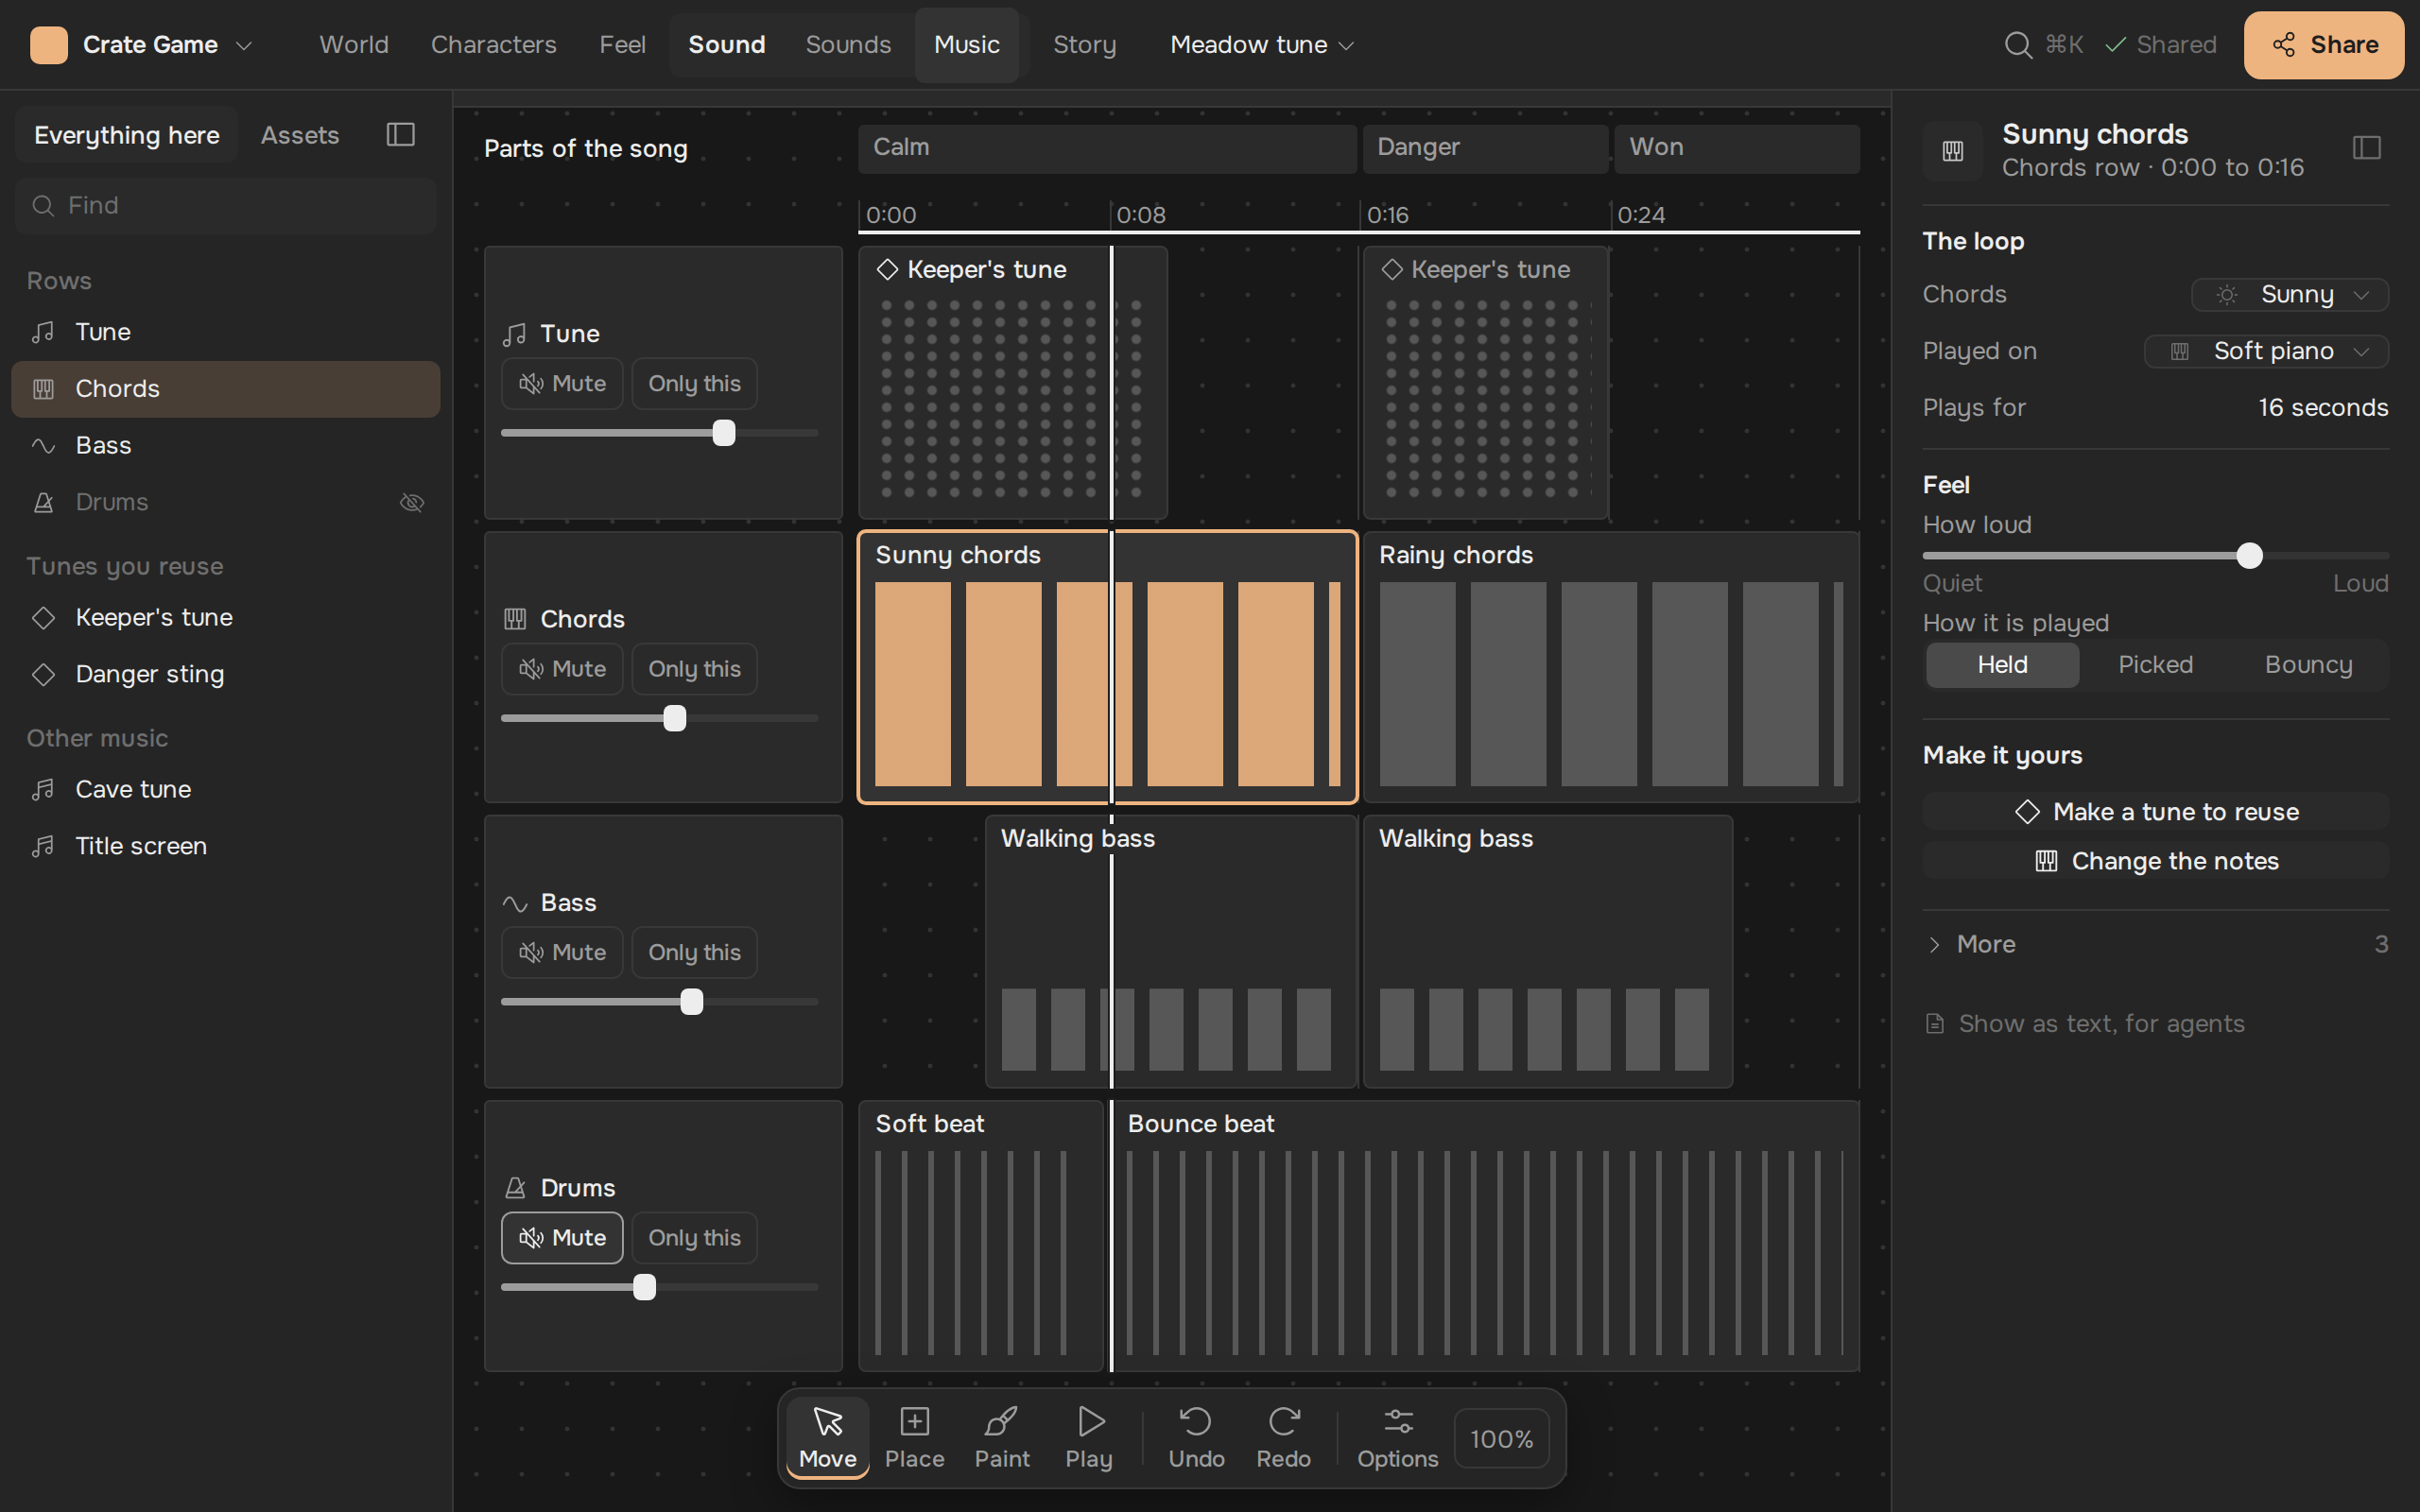 Crate Game World Characters Feel Sound Sounds Music Story Meadow tune ⌘K Shared Share
Everything here Assets
Find
Rows
Tune
Chords
Bass
Drums
Tunes you reuse
Keeper's tune
Danger sting
Other music
Cave tune
Title screen
Parts of the song Calm Danger Won
0:00 0:08 0:16 0:24
Tune
Mute Only this
Keeper's tune Keeper's tune
Chords
Mute Only this
Sunny chords Rainy chords
Bass
Mute Only this
Walking bass Walking bass
Drums
Mute Only this
Soft beat Bounce beat
Move Place Paint Play Undo Redo Options 100%
Sunny chords
Chords row · 0:00 to 0:16
The loop
Chords Sunny
Played on Soft piano
Plays for 16 seconds
Feel
How loud
Quiet Loud
How it is played
Held Picked Bouncy
Make it yours
Make a tune to reuse
Change the notes
More 3
Show as text, for agents